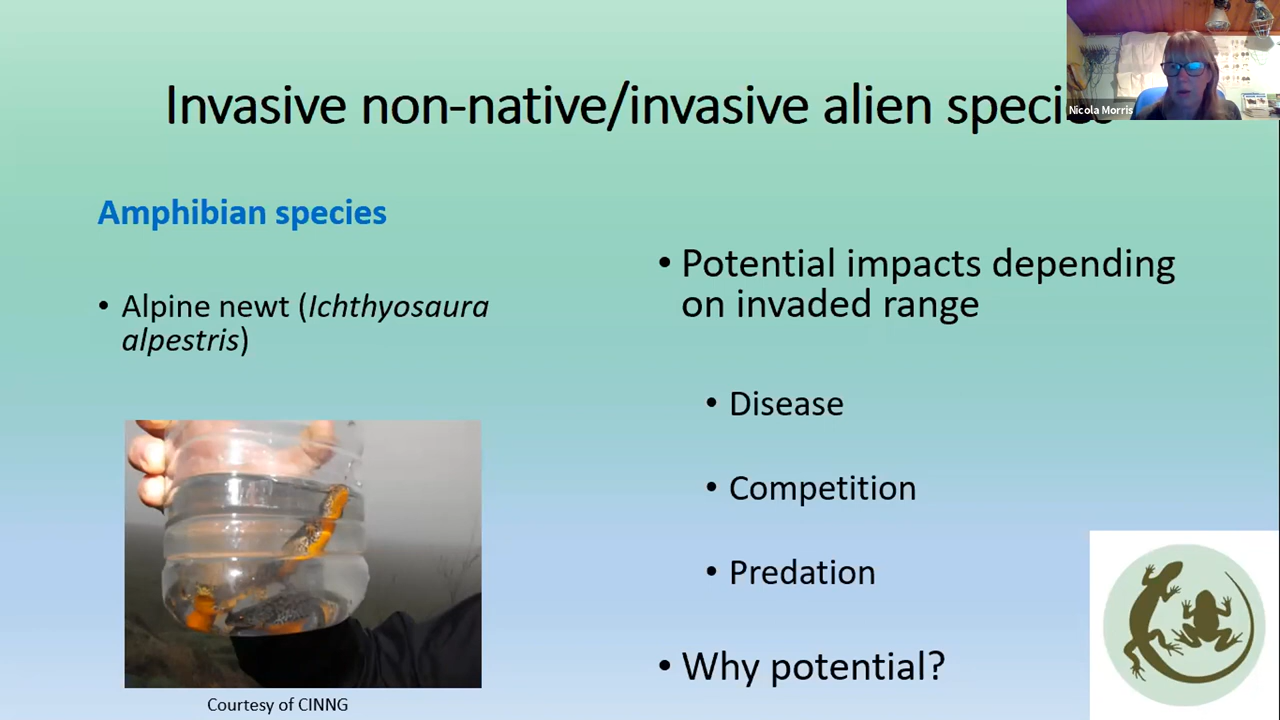 Invasive non-native/invasive alien species
Nicola Morris
Amphibian species
• Alpine newt (Ichthyosaura
alpestris)
Courtesy of CINNG
• Potential impacts depending
on invaded range
• Disease
• Competition
• Predation
• Why potential?